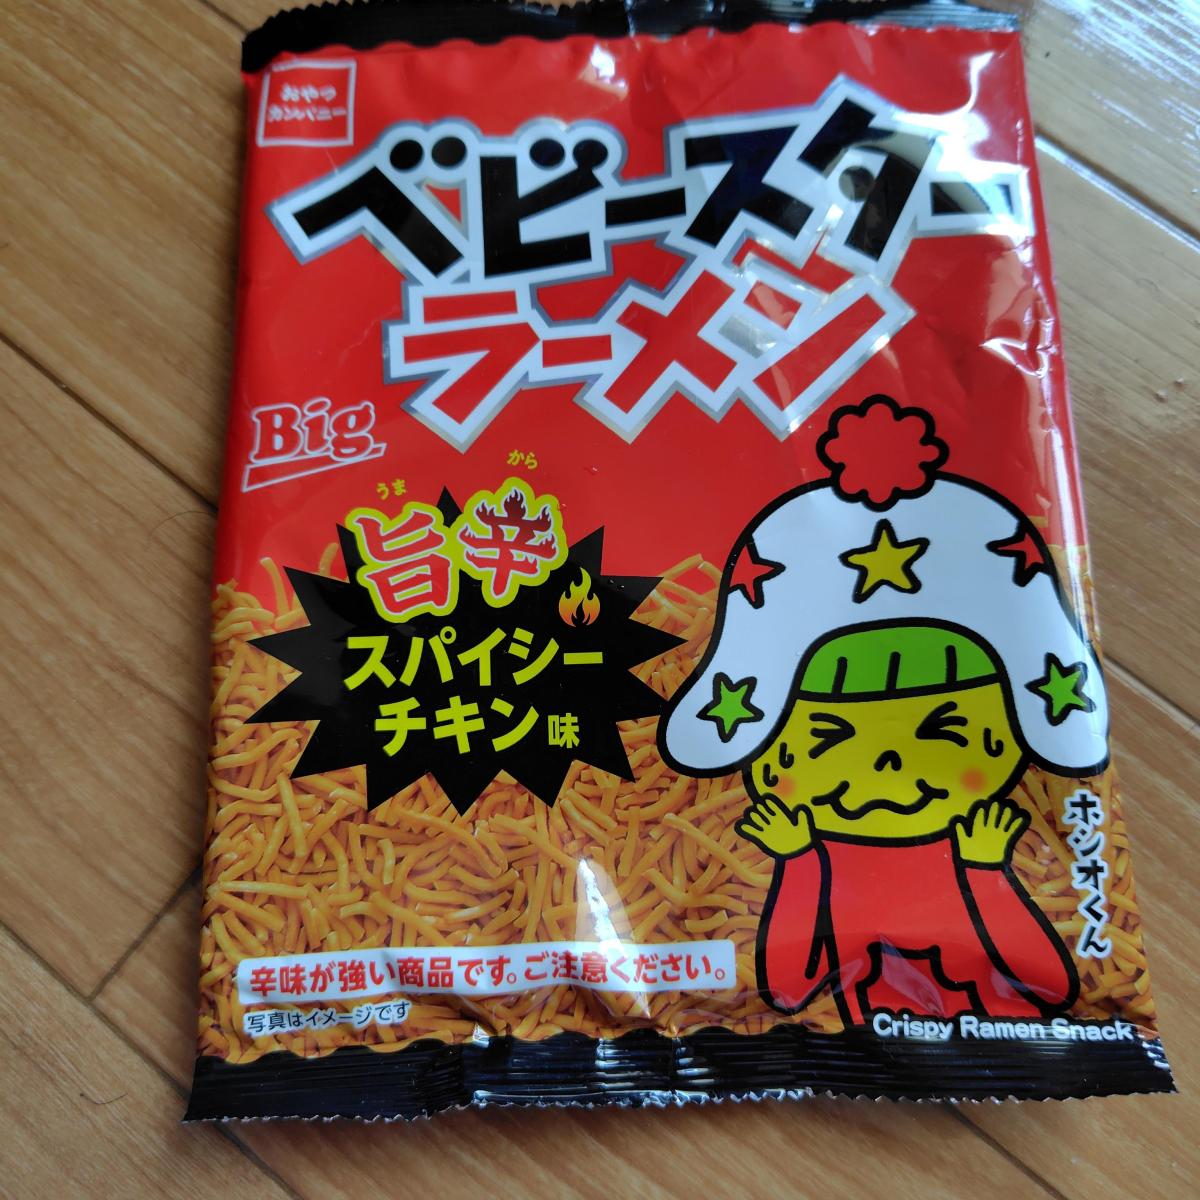 おやつ
カンパニー
ベビースター
ラーメン
Big
うま から
旨辛
スパイシー
チキン味
ホシオくん
辛味が強い商品です。ご注意ください。
写真はイメージです
Crispy Ramen Snack